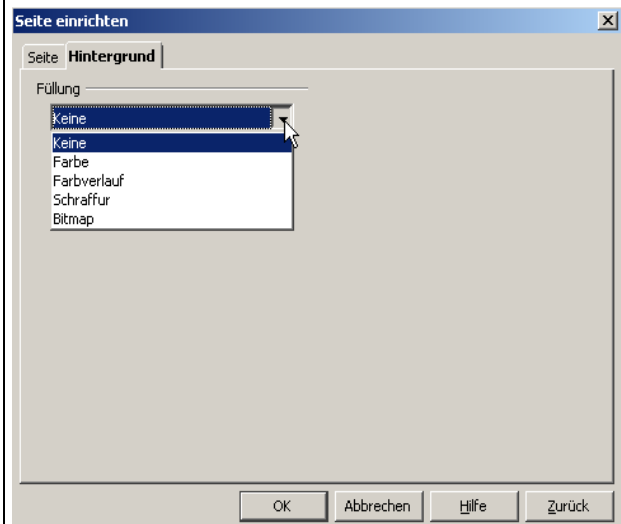 Seite einrichten
Seite Hintergrund
Füllung
Keine
Keine
Farbe
Farbverlauf
Schraffur
Bitmap
OK Abbrechen Hilfe Zurück